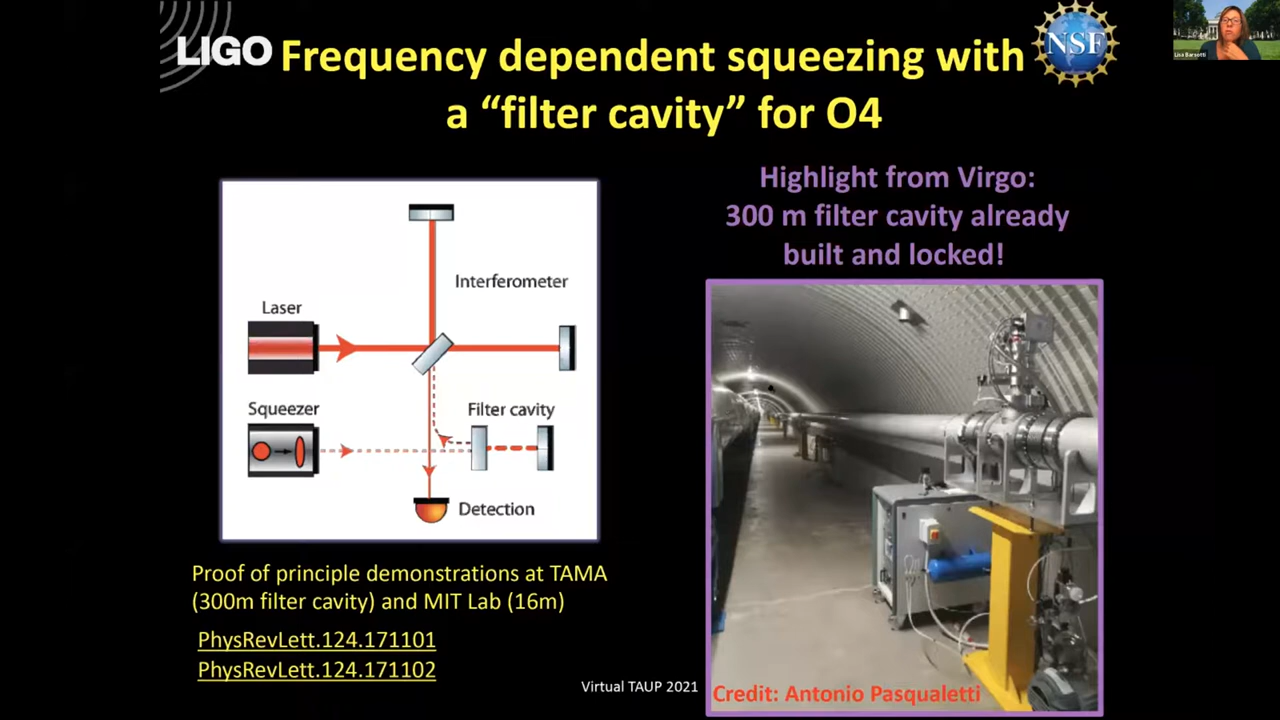 LIGO
Frequency dependent squeezing with
a “filter cavity” for O4
NSF
Lisa Barsotti
Highlight from Virgo:
300 m filter cavity already
built and locked!
Interferometer
Laser
Squeezer
Filter cavity
Detection
Proof of principle demonstrations at TAMA
(300m filter cavity) and MIT Lab (16m)
PhysRevLett.124.171101
PhysRevLett.124.171102
Virtual TAUP 2021
Credit: Antonio Pasqualetti